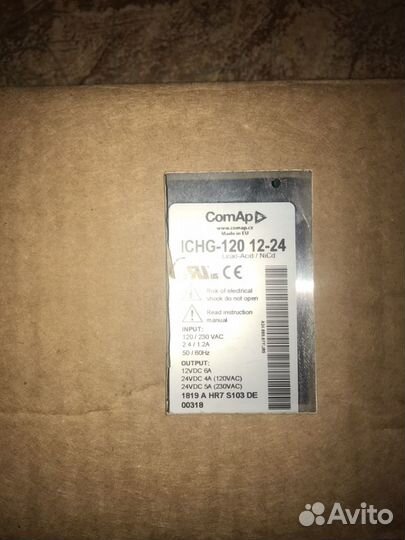 ComAp
www.comap.cz
Made in EU
ICHG-120 12-24
Lead-Acid / NiCd
Risk of electrical
shock do not open
Read instruction
manual
INPUT:
120 / 230 VAC
2.4 / 1.2A
50 / 60Hz
OUTPUT:
12VDC 6A
24VDC 4A (120VAC)
24VDC 5A (230VAC)
1819 A HR7 S103 DE
00318
Avito